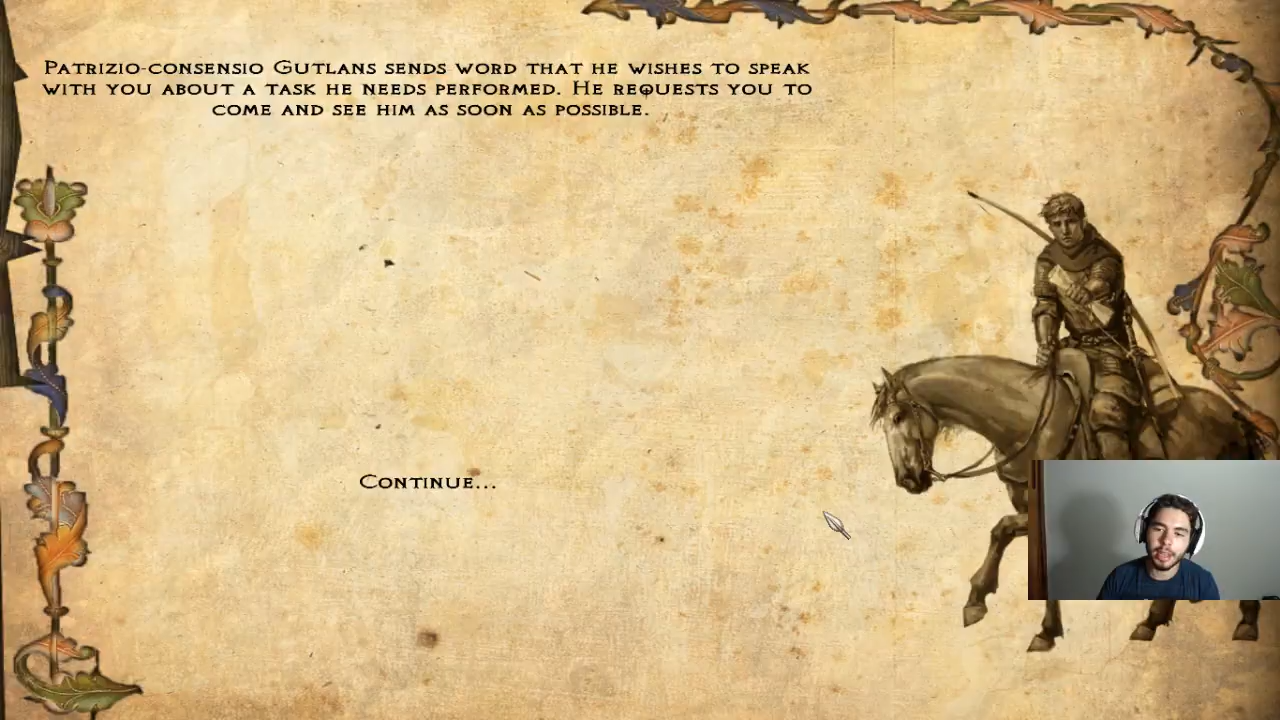 Patrizio-consensio Gutlans sends word that he wishes to speak
with you about a task he needs performed. He requests you to
come and see him as soon as possible.
Continue...